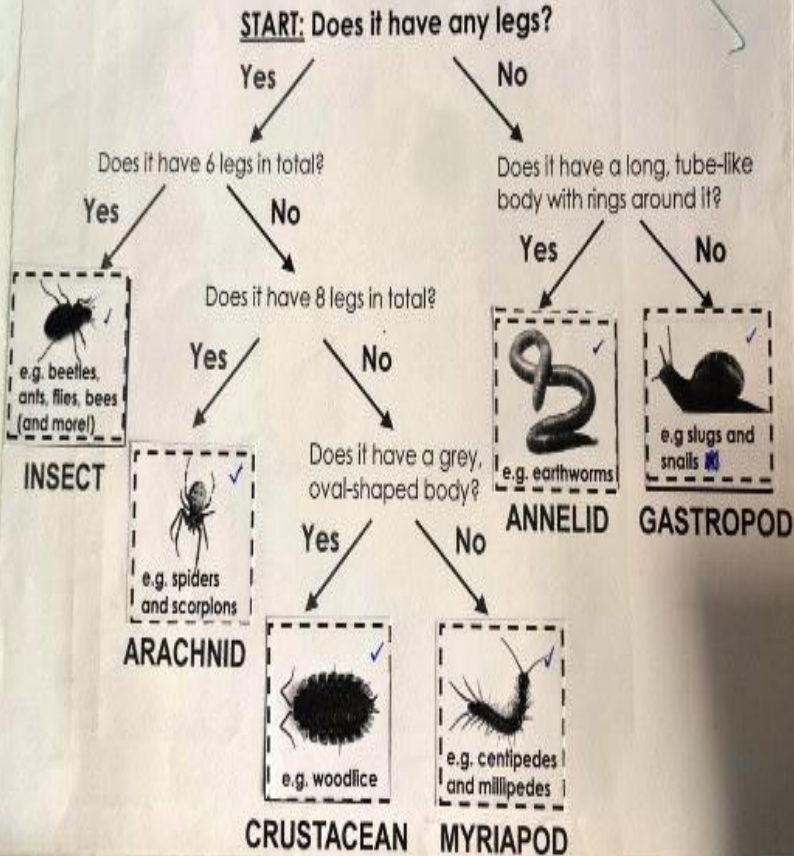 START: Does it have any legs?
Yes
No
Does it have 6 legs in total?
Does it have a long, tube-like
body with rings around it?
Yes
No
Yes
No
Does it have 8 legs in total?
e.g. beetles,
ants, flies, bees
(and more!)
INSECT
Yes
No
e.g. earthworms
ANNELID
e.g slugs and
snails
GASTROPOD
Does it have a grey,
oval-shaped body?
e.g. spiders
and scorpions
ARACHNID
Yes
No
e.g. woodlice
CRUSTACEAN
e.g. centipedes
and millipedes
MYRIAPOD